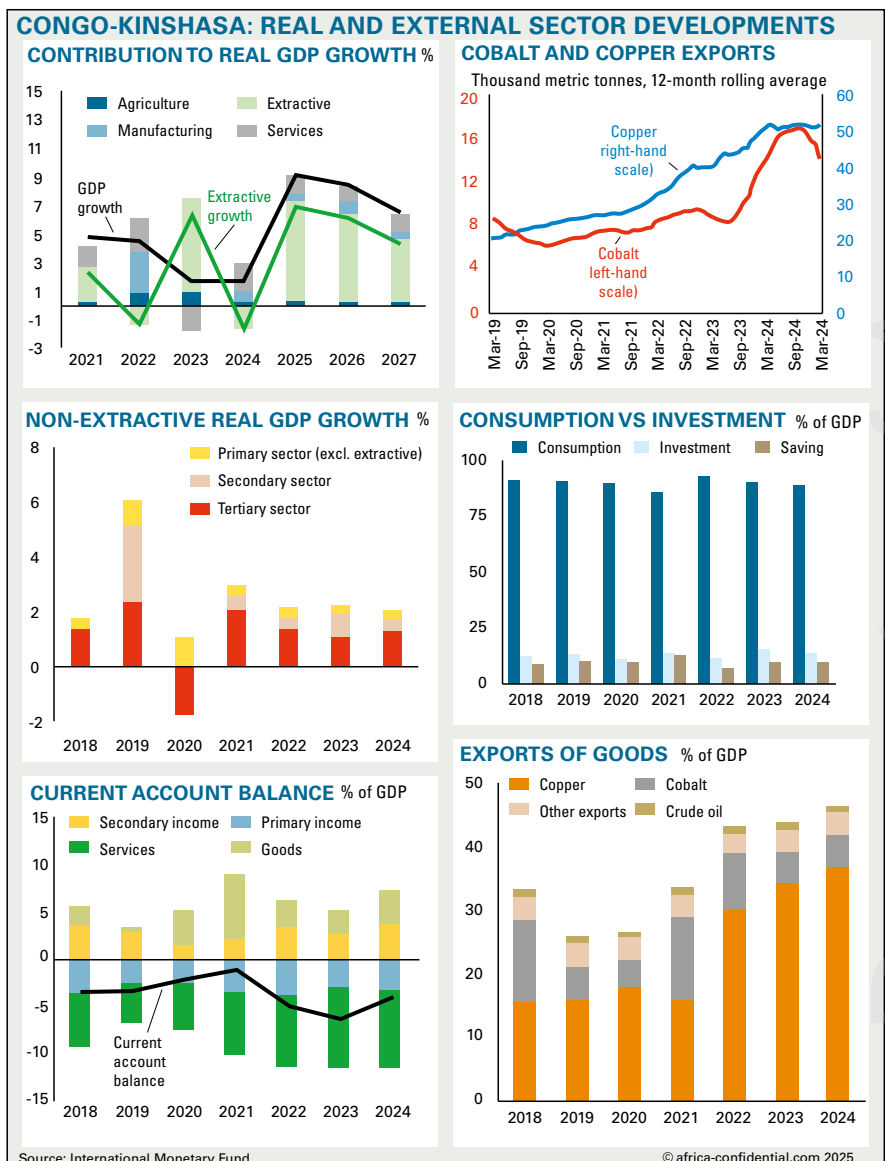 CONGO-KINSHASA: REAL AND EXTERNAL SECTOR DEVELOPMENTS
CONTRIBUTION TO REAL GDP GROWTH %
15
13
11
9
7
5
3
1
-1
-3
Agriculture
Extractive
Manufacturing
Services
GDP
growth
Extractive
growth
2021 2022 2023 2024 2025 2026 2027
COBALT AND COPPER EXPORTS
Thousand metric tonnes, 12-month rolling average
20
16
12
8
4
0
60
50
40
30
20
10
0
Copper
right-hand
scale)
Cobalt
left-hand
scale)
Mar-19
Sep-19
Mar-20
Sep-20
Mar-21
Sep-21
Mar-22
Sep-22
Mar-23
Sep-23
Mar-24
Sep-24
Mar-24
NON-EXTRACTIVE REAL GDP GROWTH %
8
6
4
2
0
-2
Primary sector (excl. extractive)
Secondary sector
Tertiary sector
2018 2019 2020 2021 2022 2023 2024
CONSUMPTION VS INVESTMENT % of GDP
Consumption
Investment
Saving
100
75
50
25
0
2018 2019 2020 2021 2022 2023 2024
CURRENT ACCOUNT BALANCE % of GDP
15
10
5
0
-5
-10
-15
Secondary income
Primary income
Services
Goods
Current
account
balance
2018 2019 2020 2021 2022 2023 2024
EXPORTS OF GOODS % of GDP
50
40
30
20
10
0
Copper
Cobalt
Other exports
Crude oil
2018 2019 2020 2021 2022 2023 2024
Source: International Monetary Fund
© africa-confidential.com 2025